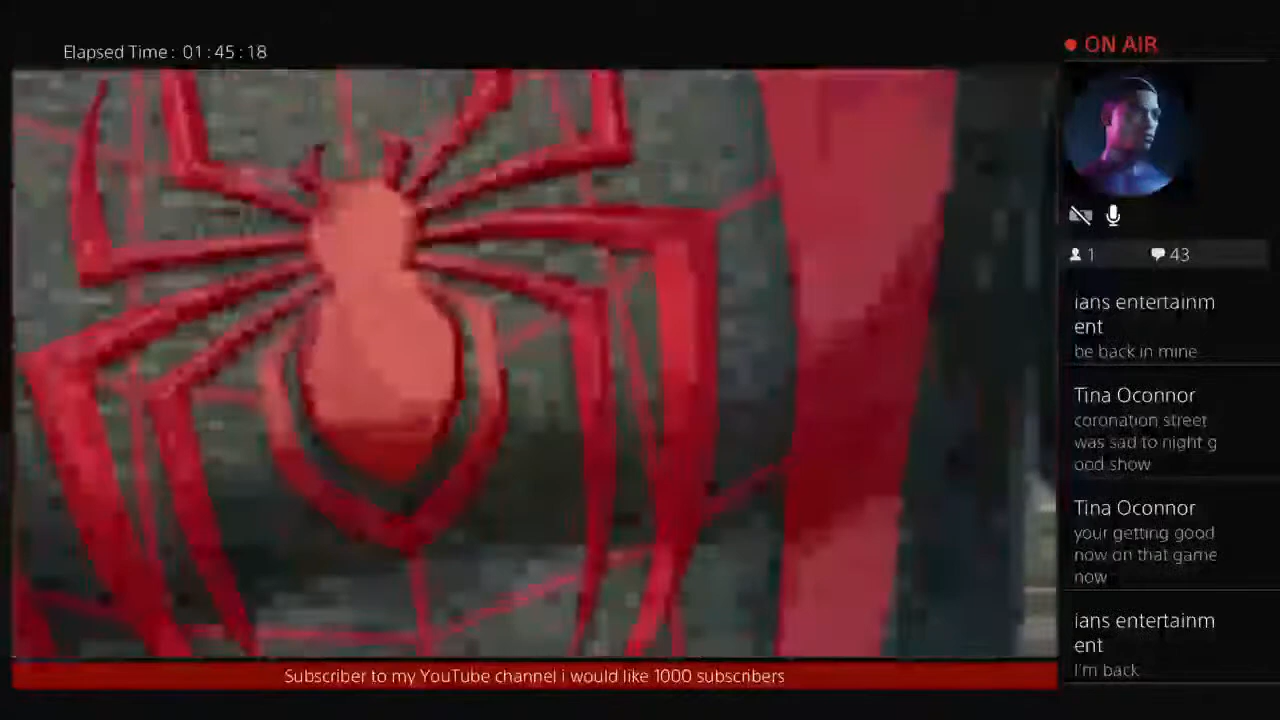 Elapsed Time: 01:45:18
ON AIR
1 43
ians entertainm
ent
be back in mine
Tina Oconnor
coronation street
was sad to night g
ood show
Tina Oconnor
your getting good
now on that game
now
ians entertainm
ent
I'm back
Subscriber to my YouTube channel i would like 1000 subscribers